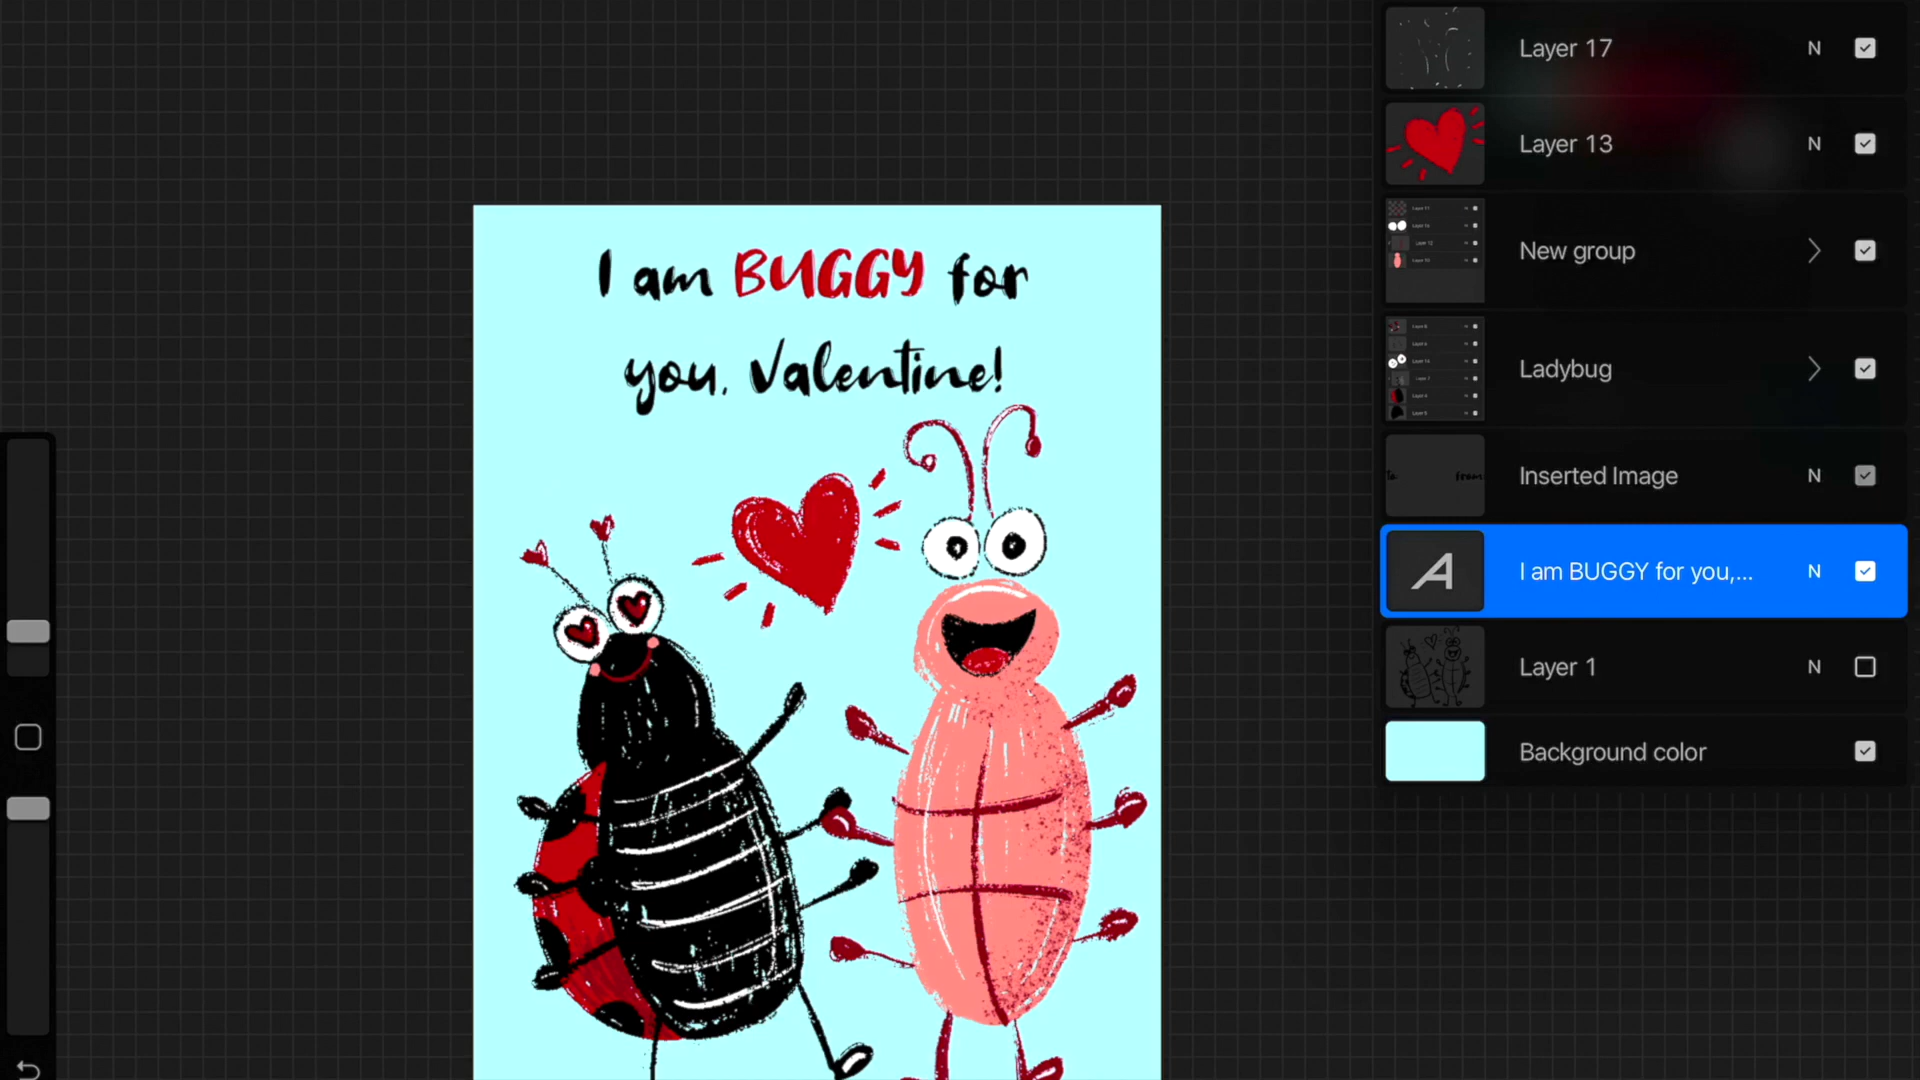 I am BUGGY for
you, Valentine!
Layer 17 N
Layer 13 N
New group
Ladybug
Inserted Image N
I am BUGGY for you,... N
Layer 1 N
Background color
from: